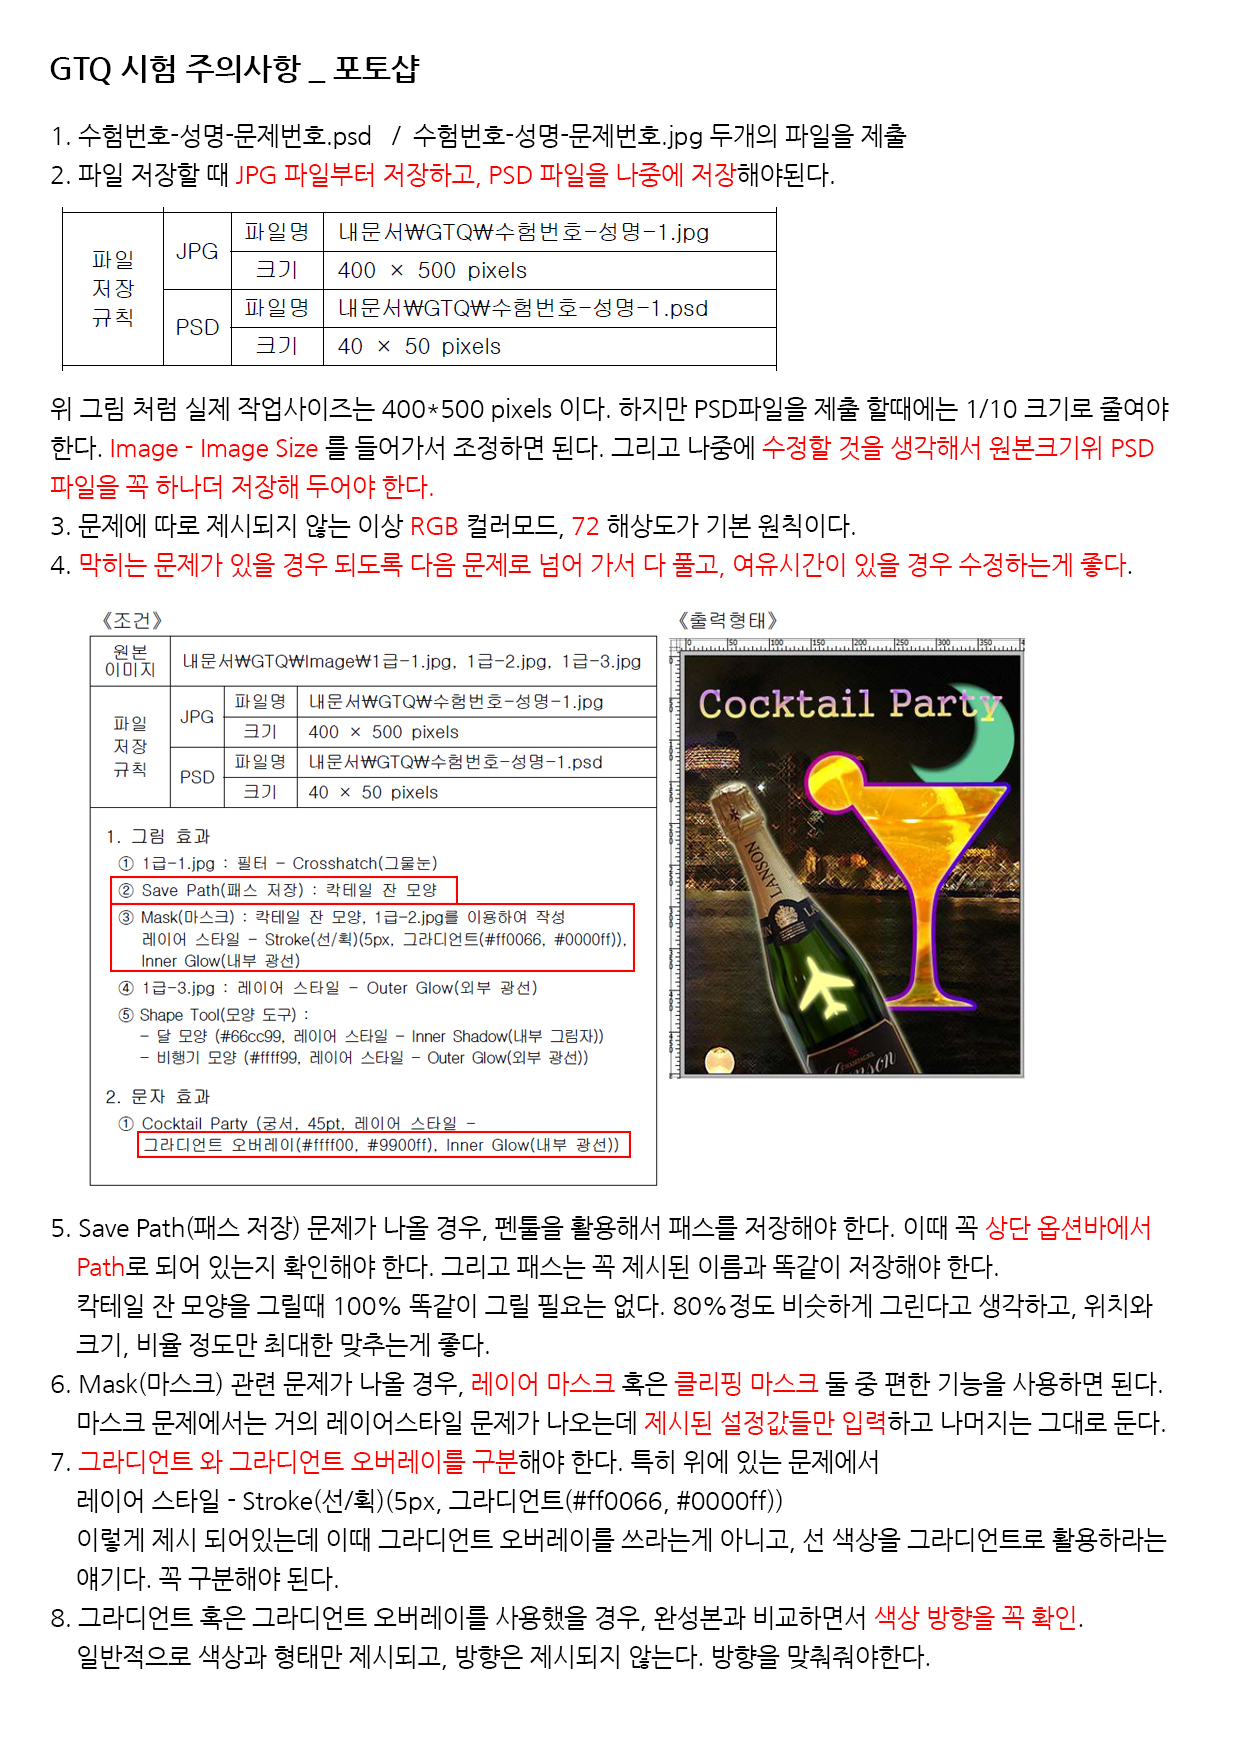 GTQ 시험 주의사항 _ 포토샵
1. 수험번호-성명-문제번호.psd / 수험번호-성명-문제번호.jpg 두개의 파일을 제출
2. 파일 저장할 때 JPG 파일부터 저장하고, PSD 파일을 나중에 저장해야된다.
파일 저장 규칙
JPG
파일명 내문서₩GTQ₩수험번호-성명-1.jpg
크기 400 × 500 pixels
PSD
파일명 내문서₩GTQ₩수험번호-성명-1.psd
크기 40 × 50 pixels
위 그림 처럼 실제 작업사이즈는 400*500 pixels 이다. 하지만 PSD파일을 제출 할때에는 1/10 크기로 줄여야
한다. Image - Image Size 를 들어가서 조정하면 된다. 그리고 나중에 수정할 것을 생각해서 원본크기위 PSD
파일을 꼭 하나더 저장해 두어야 한다.
3. 문제에 따로 제시되지 않는 이상 RGB 컬러모드, 72 해상도가 기본 원칙이다.
4. 막히는 문제가 있을 경우 되도록 다음 문제로 넘어 가서 다 풀고, 여유시간이 있을 경우 수정하는게 좋다.
《조건》
원본 이미지
내문서₩GTQ₩Image₩1급-1.jpg, 1급-2.jpg, 1급-3.jpg
파일 저장 규칙
JPG
파일명 내문서₩GTQ₩수험번호-성명-1.jpg
크기 400 × 500 pixels
PSD
파일명 내문서₩GTQ₩수험번호-성명-1.psd
크기 40 × 50 pixels
1. 그림 효과
① 1급-1.jpg : 필터 - Crosshatch(그물눈)
② Save Path(패스 저장) : 칵테일 잔 모양
③ Mask(마스크) : 칵테일 잔 모양, 1급-2.jpg를 이용하여 작성
레이어 스타일 - Stroke(선/획)(5px, 그라디언트(#ff0066, #0000ff)),
Inner Glow(내부 광선)
④ 1급-3.jpg : 레이어 스타일 - Outer Glow(외부 광선)
⑤ Shape Tool(모양 도구) :
- 달 모양 (#66cc99, 레이어 스타일 - Inner Shadow(내부 그림자))
- 비행기 모양 (#ffff99, 레이어 스타일 - Outer Glow(외부 광선))
2. 문자 효과
① Cocktail Party (궁서, 45pt, 레이어 스타일 -
그라디언트 오버레이(#ffff00, #9900ff), Inner Glow(내부 광선))
《출력형태》
0 50 100 150 200 250 300 350
Cocktail Party
LANSON
LA
CHAMPAGNE
5. Save Path(패스 저장) 문제가 나올 경우, 펜툴을 활용해서 패스를 저장해야 한다. 이때 꼭 상단 옵션바에서
Path로 되어 있는지 확인해야 한다. 그리고 패스는 꼭 제시된 이름과 똑같이 저장해야 한다.
칵테일 잔 모양을 그릴때 100% 똑같이 그릴 필요는 없다. 80%정도 비슷하게 그린다고 생각하고, 위치와
크기, 비율 정도만 최대한 맞추는게 좋다.
6. Mask(마스크) 관련 문제가 나올 경우, 레이어 마스크 혹은 클리핑 마스크 둘 중 편한 기능을 사용하면 된다.
마스크 문제에서는 거의 레이어스타일 문제가 나오는데 제시된 설정값들만 입력하고 나머지는 그대로 둔다.
7. 그라디언트 와 그라디언트 오버레이를 구분해야 한다. 특히 위에 있는 문제에서
레이어 스타일 - Stroke(선/획)(5px, 그라디언트(#ff0066, #0000ff))
이렇게 제시 되어있는데 이때 그라디언트 오버레이를 쓰라는게 아니고, 선 색상을 그라디언트로 활용하라는
얘기다. 꼭 구분해야 된다.
8. 그라디언트 혹은 그라디언트 오버레이를 사용했을 경우, 완성본과 비교하면서 색상 방향을 꼭 확인.
일반적으로 색상과 형태만 제시되고, 방향은 제시되지 않는다. 방향을 맞춰줘야한다.